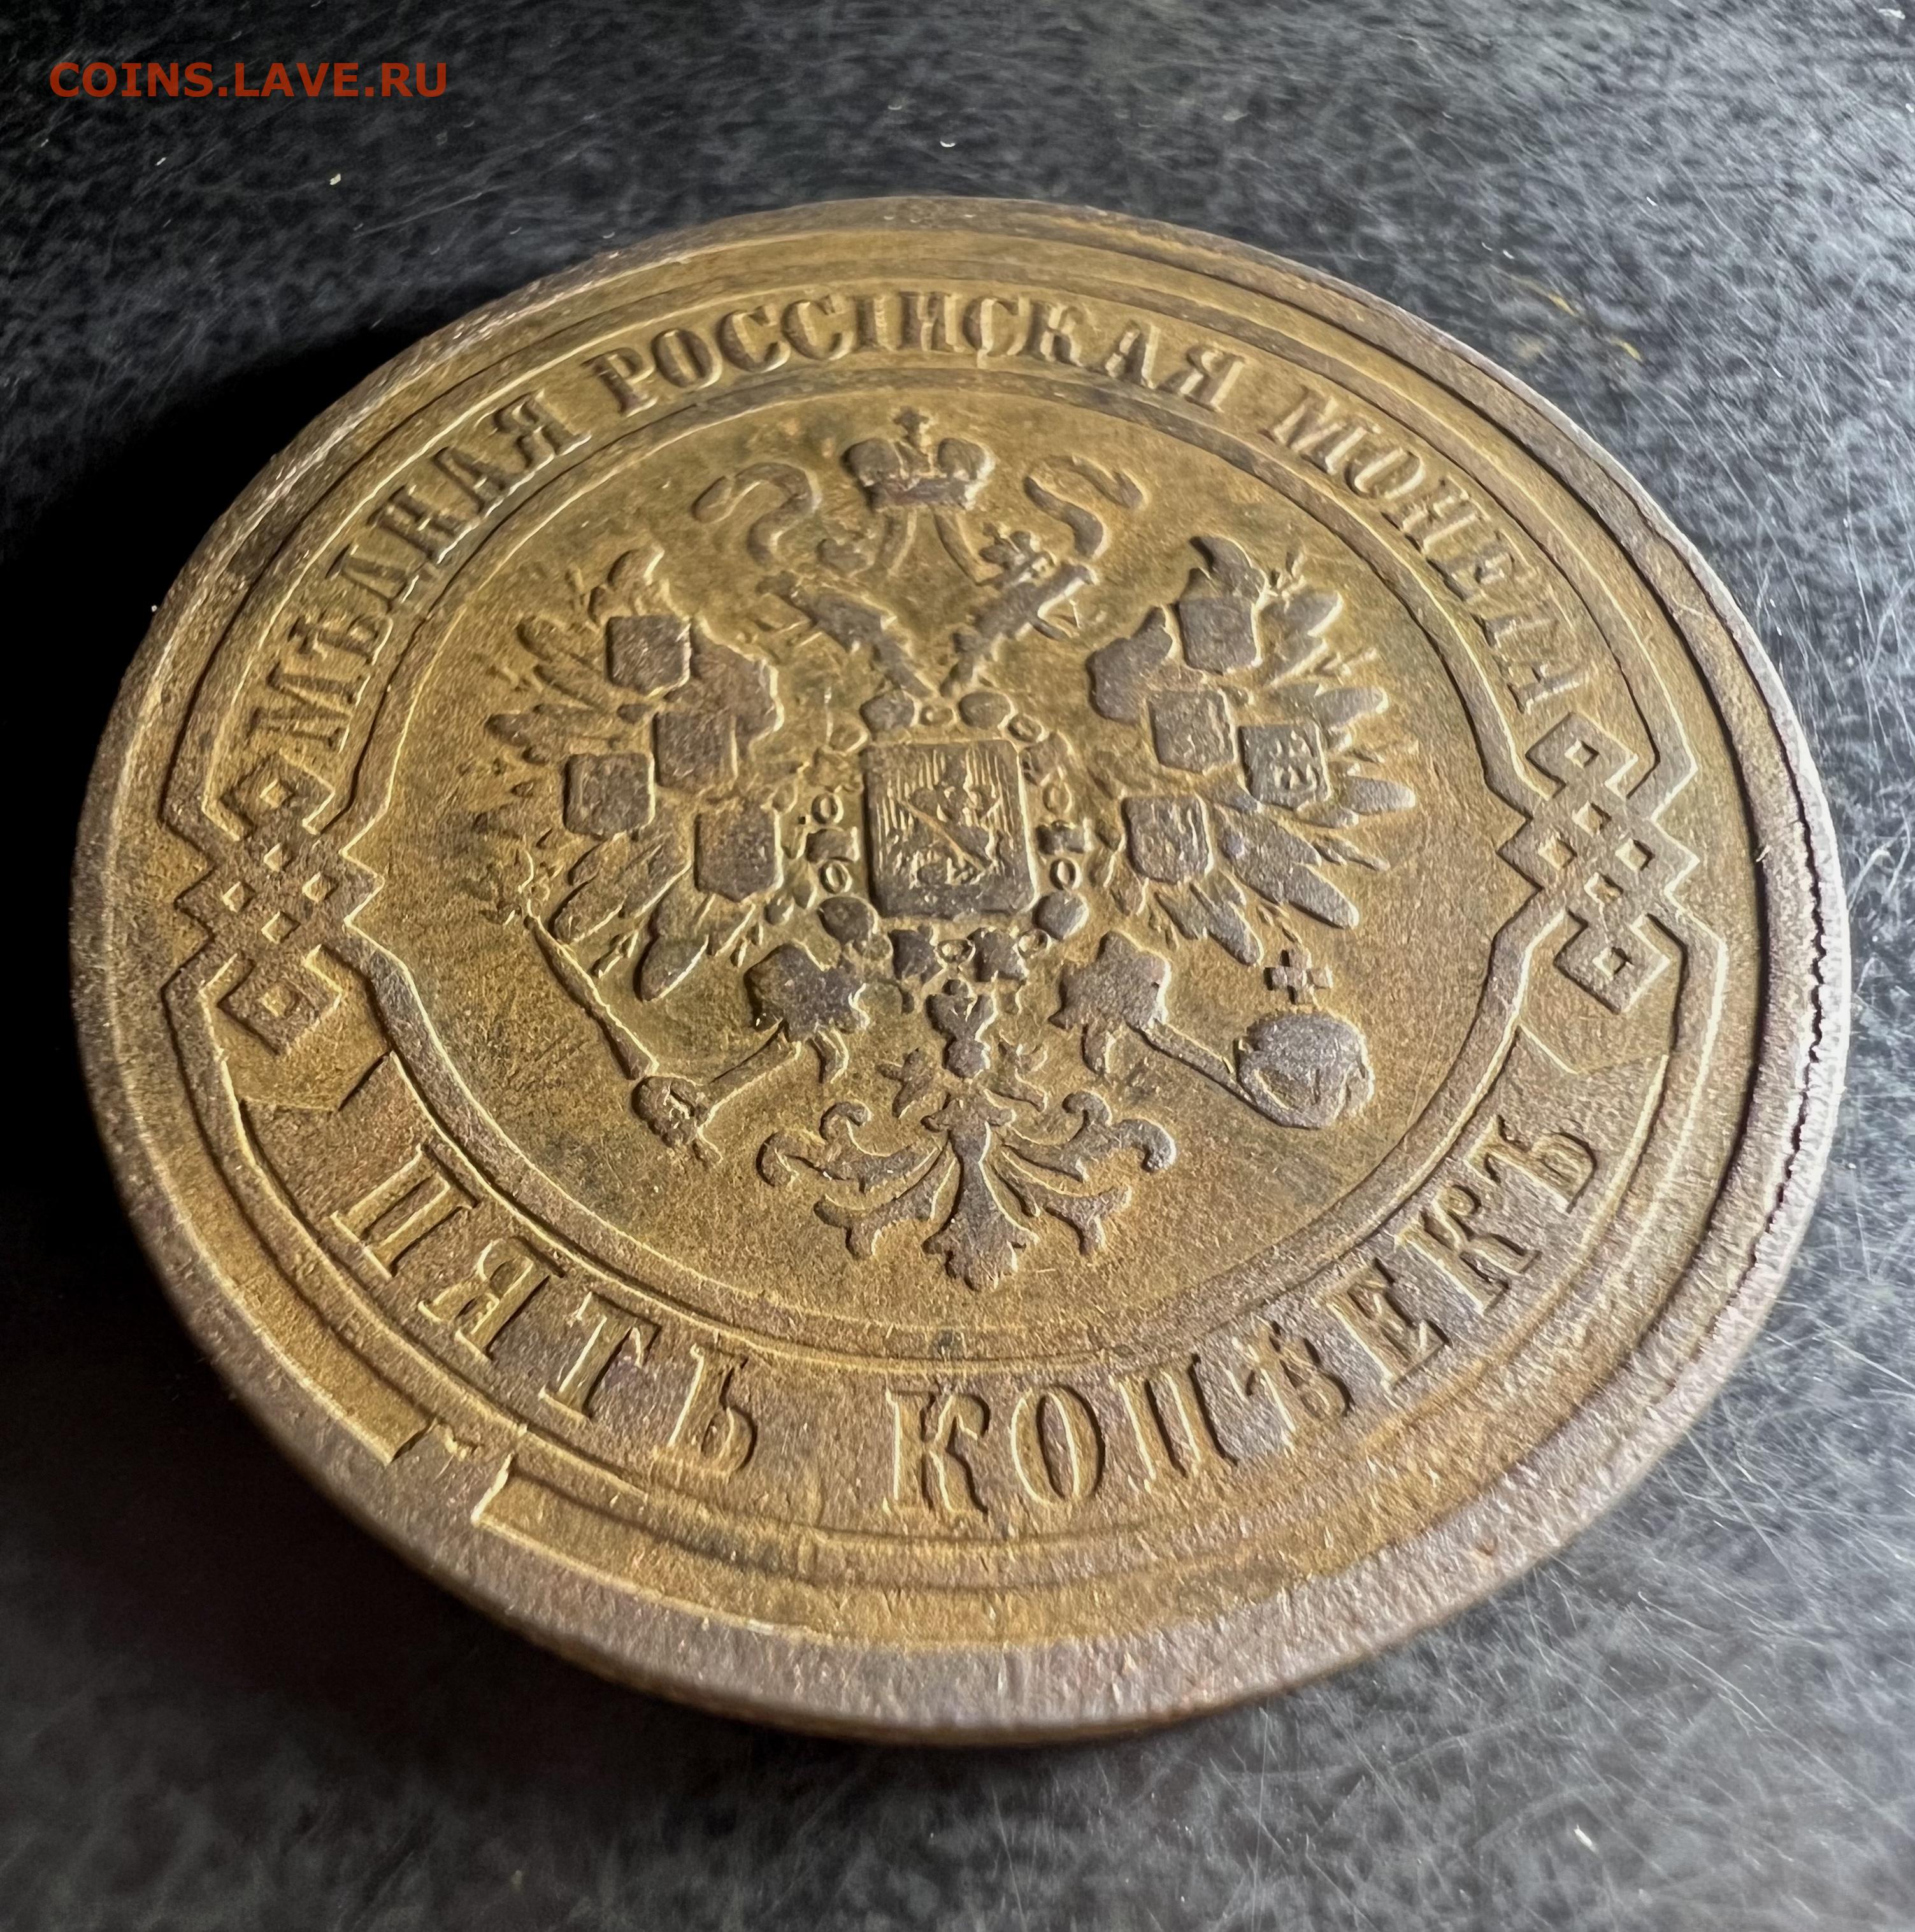 COINS.LAVE.RU
МѢДНАЯ РОССІЙСКАЯ МОНЕТА
ПЯТЬ КОПѢЕКЪ